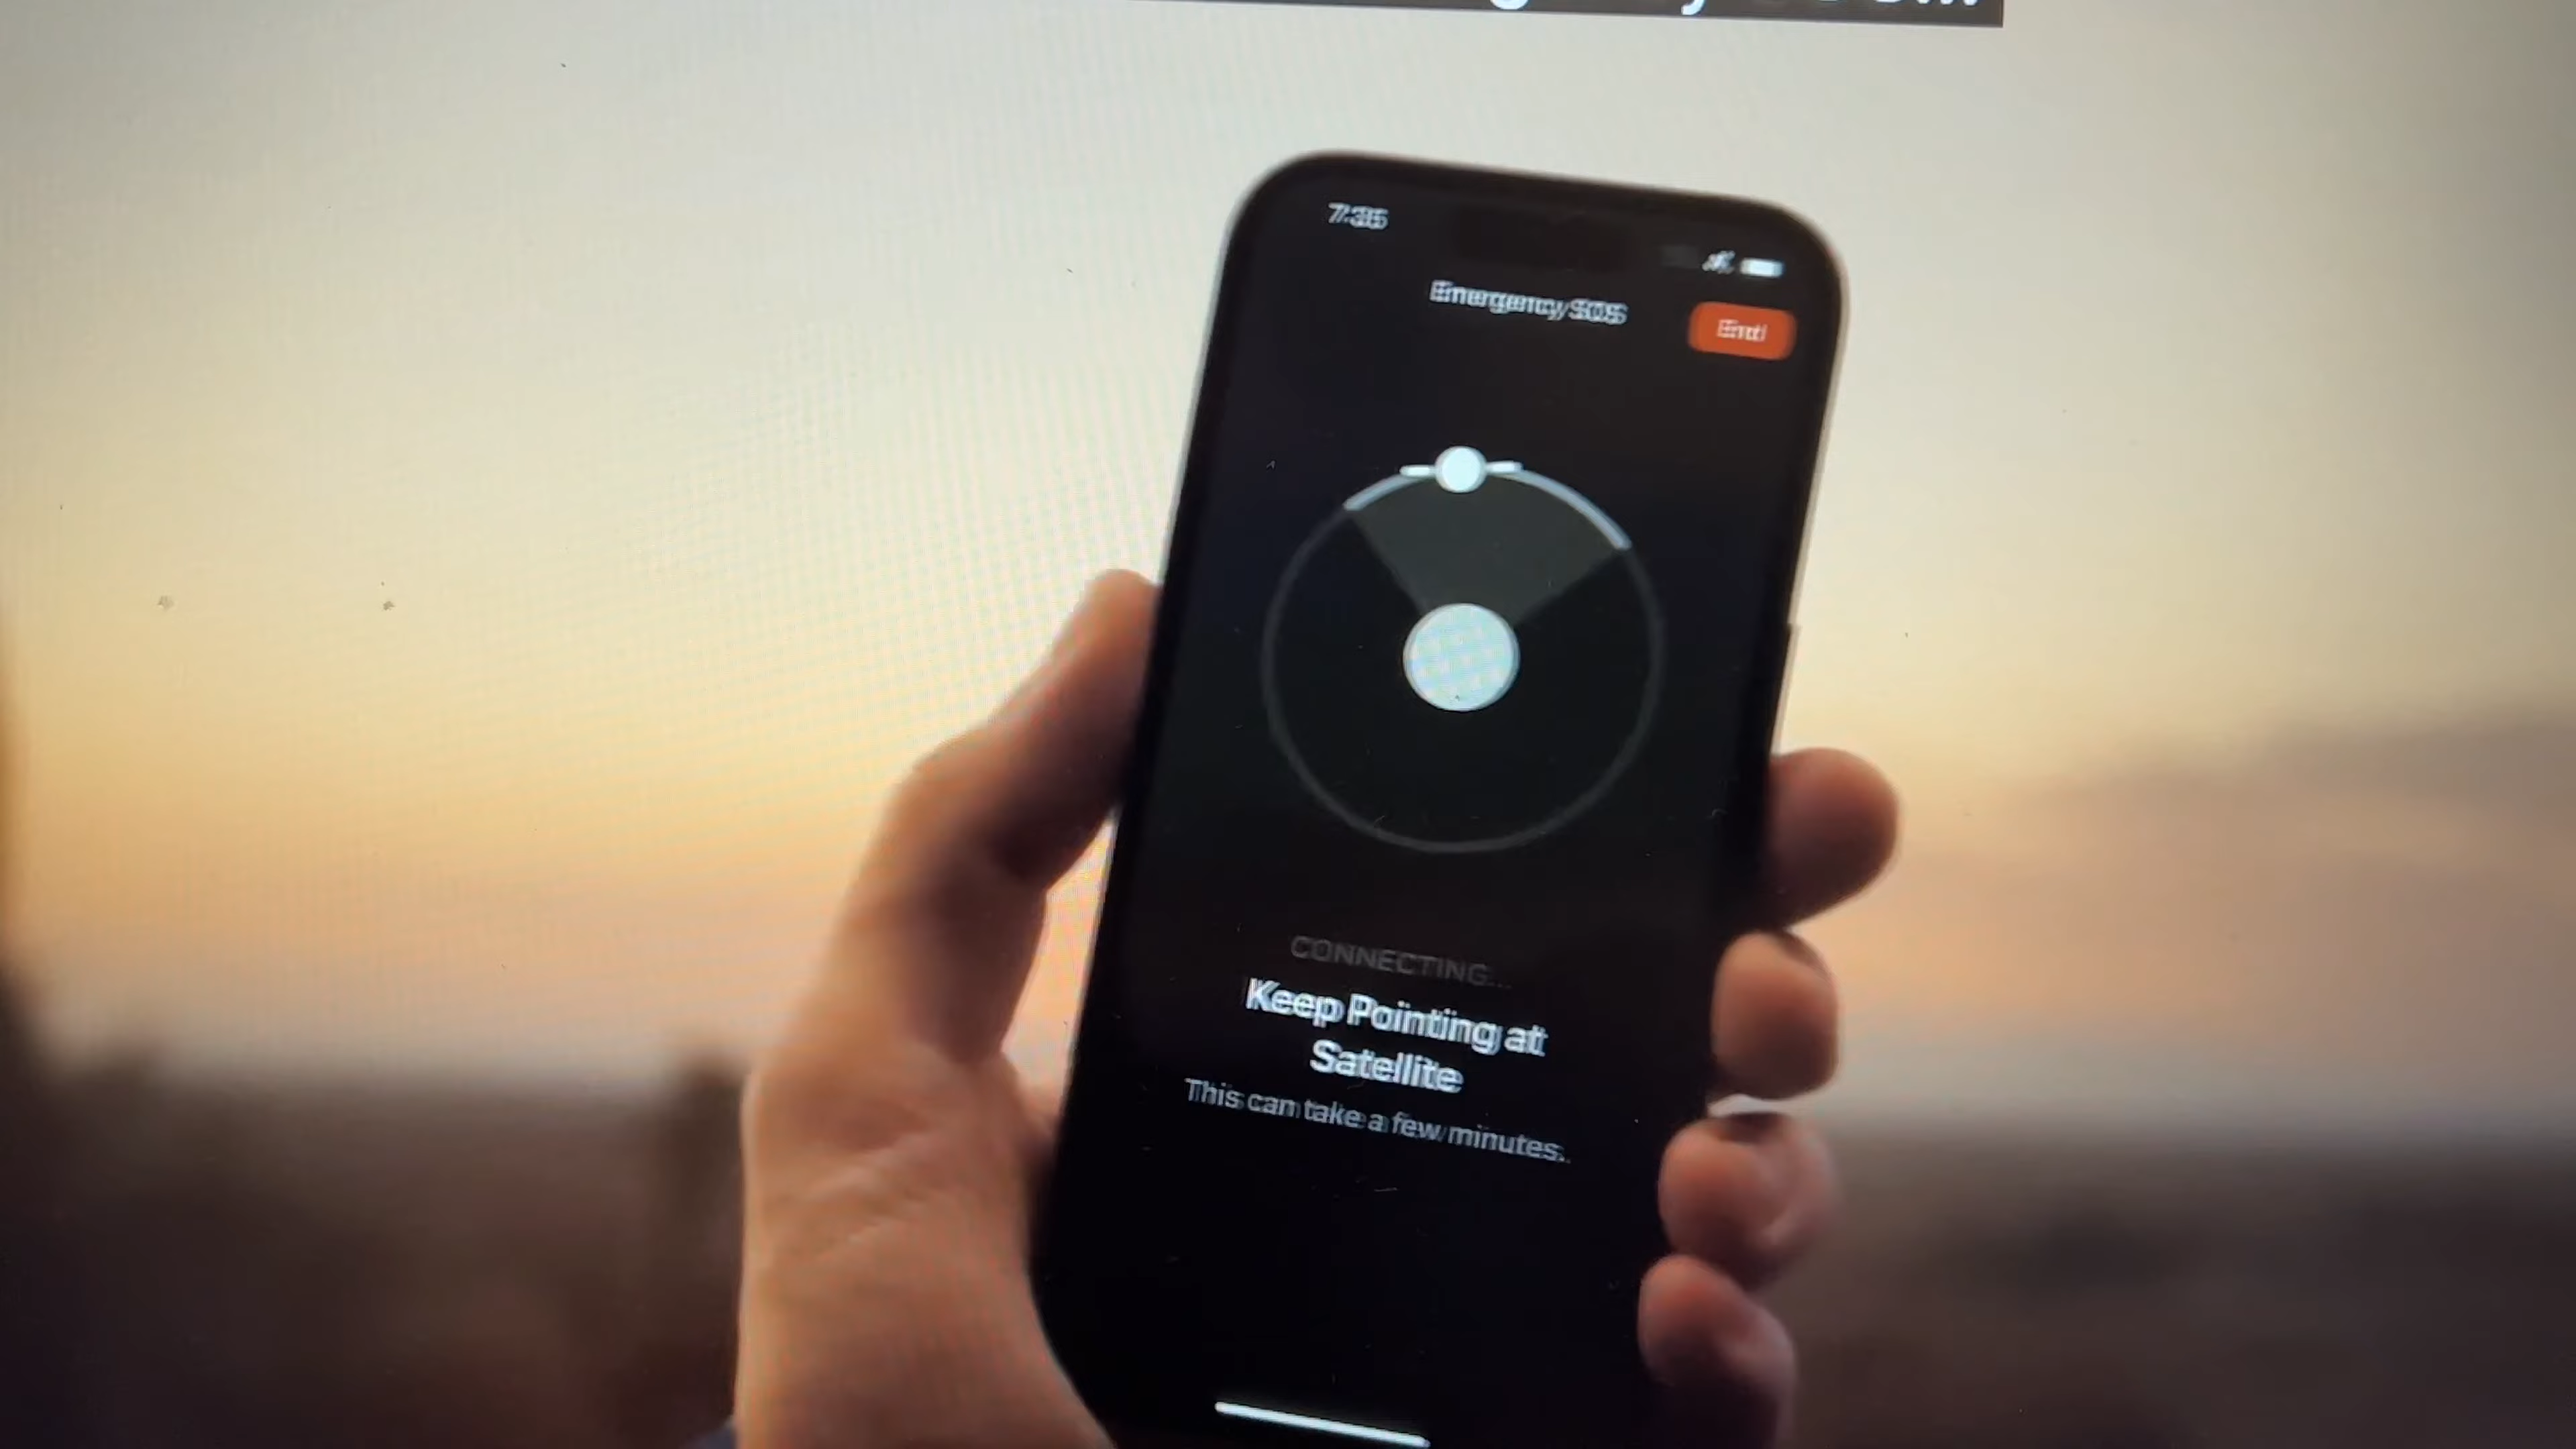 7:35
Emergency SOS
End
CONNECTING...
Keep Pointing at
Satellite
This can take a few minutes.